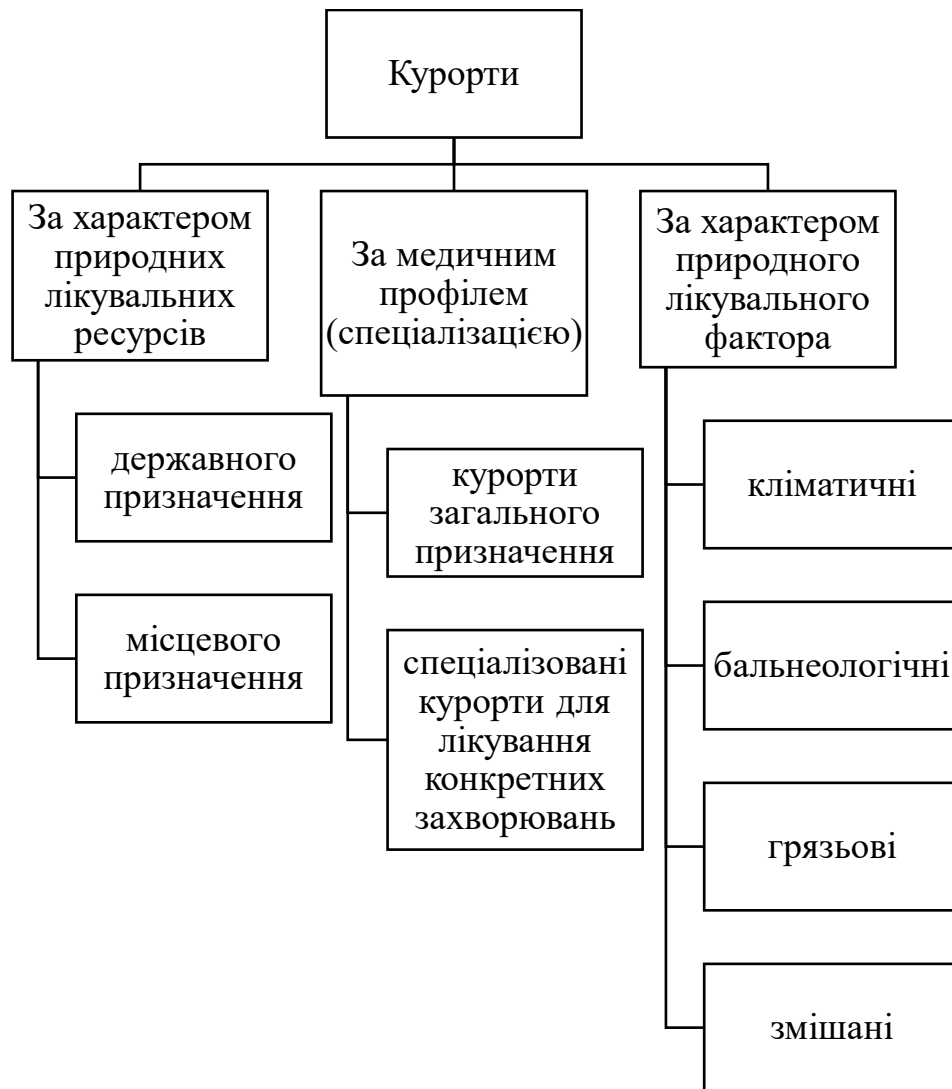 Курорти
За характером
природних
лікувальних
ресурсів
державного
призначення
місцевого
призначення
За медичним
профілем
(спеціалізацією)
курорти
загального
призначення
спеціалізовані
курорти для
лікування
конкретних
захворювань
За характером
природного
лікувального
фактора
кліматичні
бальнеологічні
грязьові
змішані